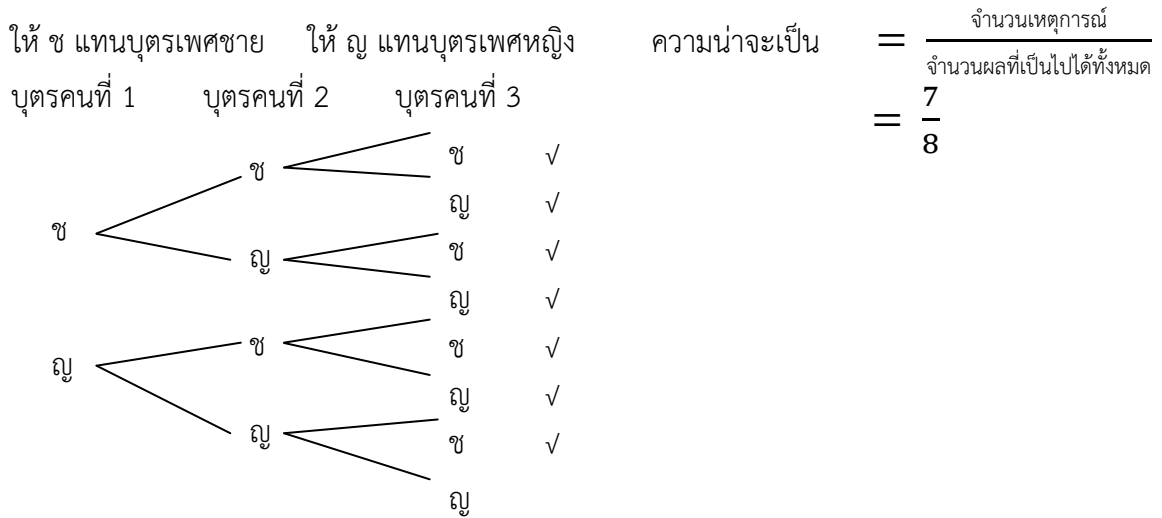 ให้ ช แทนบุตรเพศชาย ให้ ญ แทนบุตรเพศหญิง ความน่าจะเป็น = จำนวนเหตุการณ์
จำนวนผลที่เป็นไปได้ทั้งหมด
บุตรคนที่ 1 บุตรคนที่ 2 บุตรคนที่ 3
= 7
8
ช √
ช
ญ √
ช
ช √
ญ
ญ √
ช
ช √
ญ
ญ √
ญ
ช √
ญ